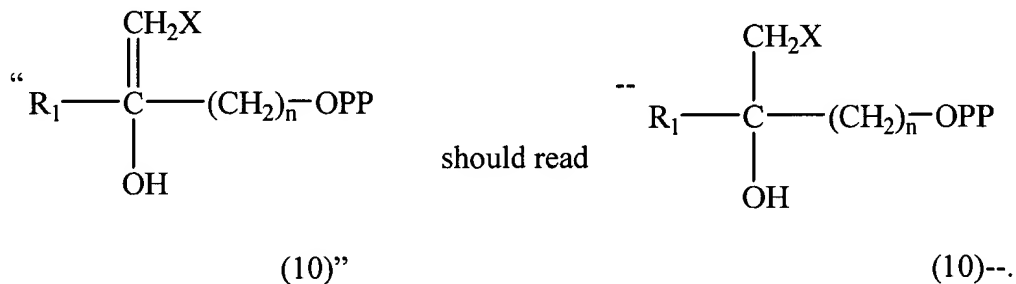 CH₂X CH₂X
“ R₁ C (CH₂)ₙ OPP -- R₁ C (CH₂)ₙ OPP
should read
OH OH
(10)” (10)--.